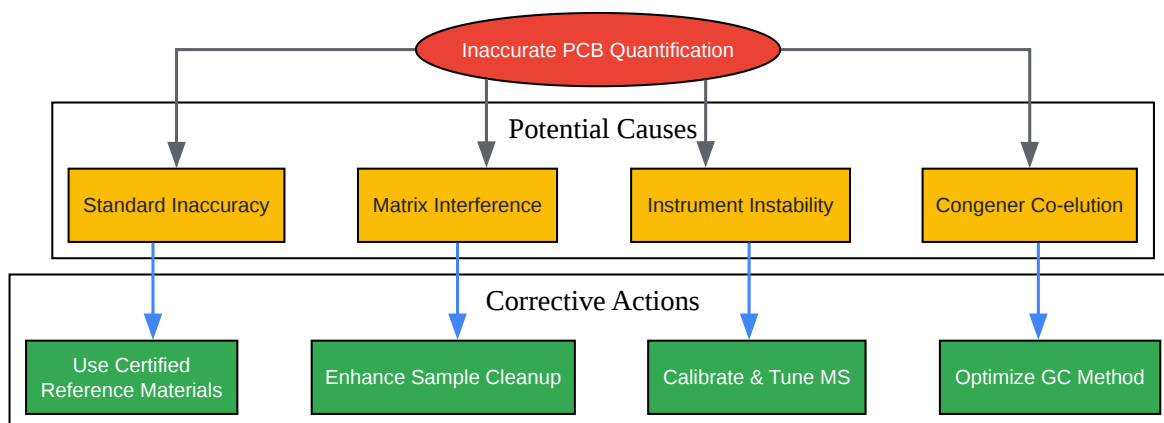 Inaccurate PCB Quantification
Potential Causes
Standard Inaccuracy
Matrix Interference
Instrument Instability
Congener Co-elution
Corrective Actions
Use Certified
Reference Materials
Enhance Sample Cleanup
Calibrate & Tune MS
Optimize GC Method